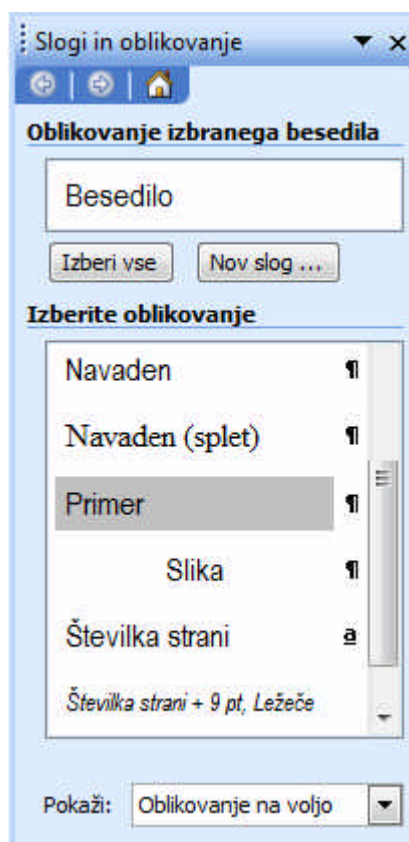 Slogi in oblikovanje
Oblikovanje izbranega besedila
Besedilo
Izberi vse
Nov slog ...
Izberite oblikovanje
Navaden ¶
Navaden (splet) ¶
Primer ¶
Slika ¶
Številka strani a
Številka strani + 9 pt, Ležeče
Pokaži: Oblikovanje na voljo